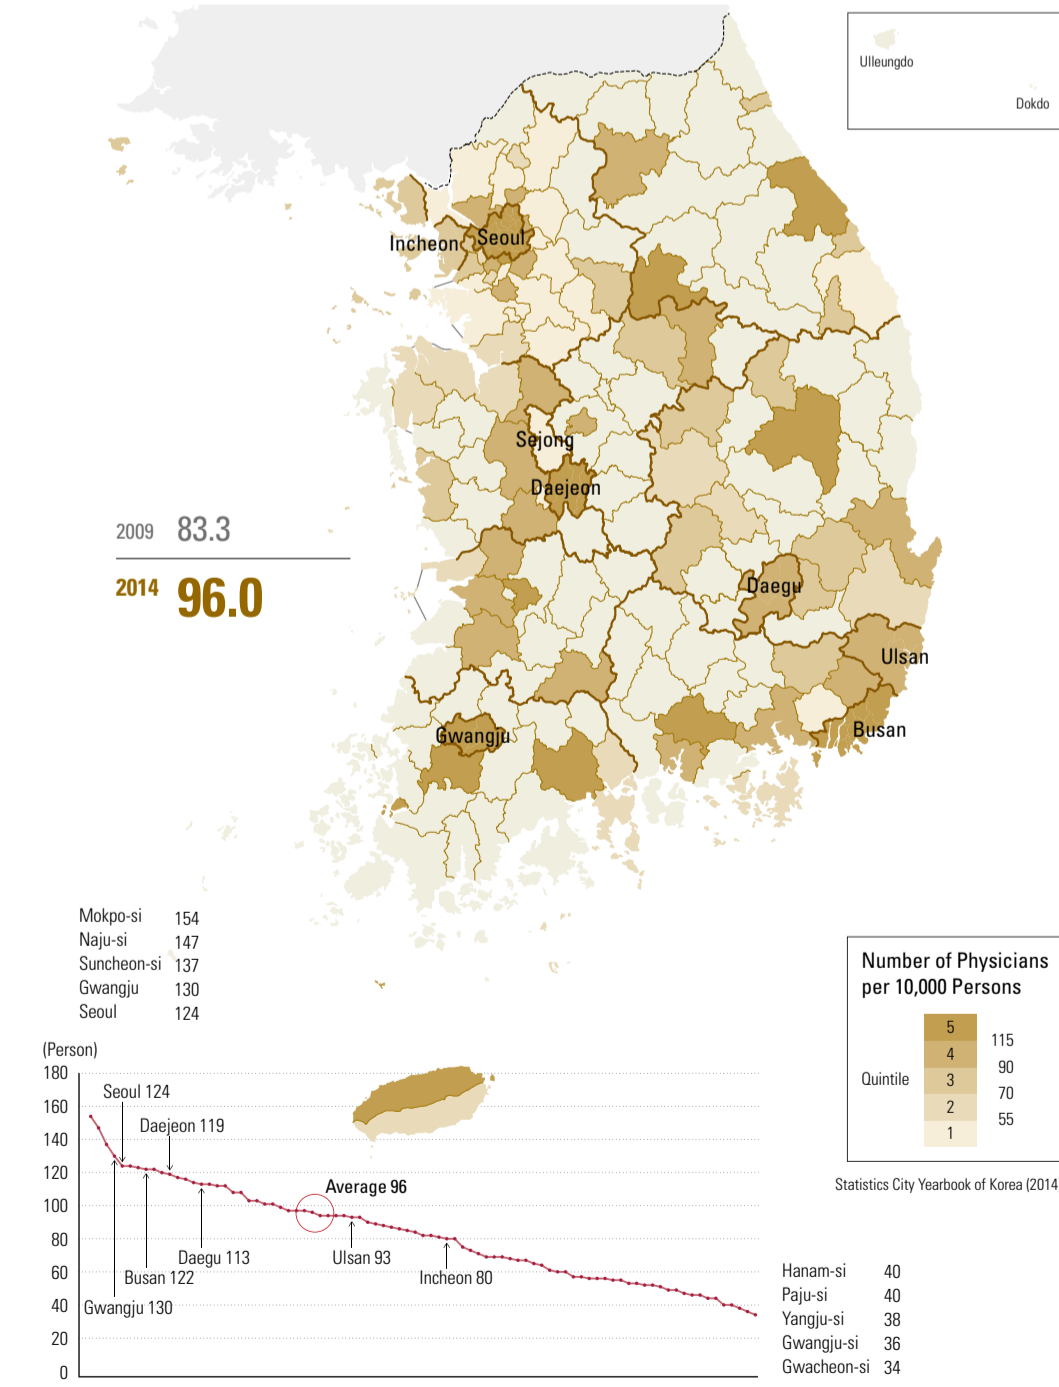 Ulleungdo
Dokdo
Incheon
Seoul
Sejong
Daejeon
2009 83.3
2014 96.0
Daegu
Ulsan
Busan
Gwangju
Mokpo-si 154
Naju-si 147
Suncheon-si 137
Gwangju 130
Seoul 124
Number of Physicians
per 10,000 Persons
Quintile
5
4
3
2
1
115
90
70
55
Statistics City Yearbook of Korea (2014
(Person)
180
160
140
120
100
80
60
40
20
0
Seoul 124
Daejeon 119
Average 96
Daegu 113
Ulsan 93
Busan 122
Incheon 80
Gwangju 130
Hanam-si 40
Paju-si 40
Yangju-si 38
Gwangju-si 36
Gwacheon-si 34